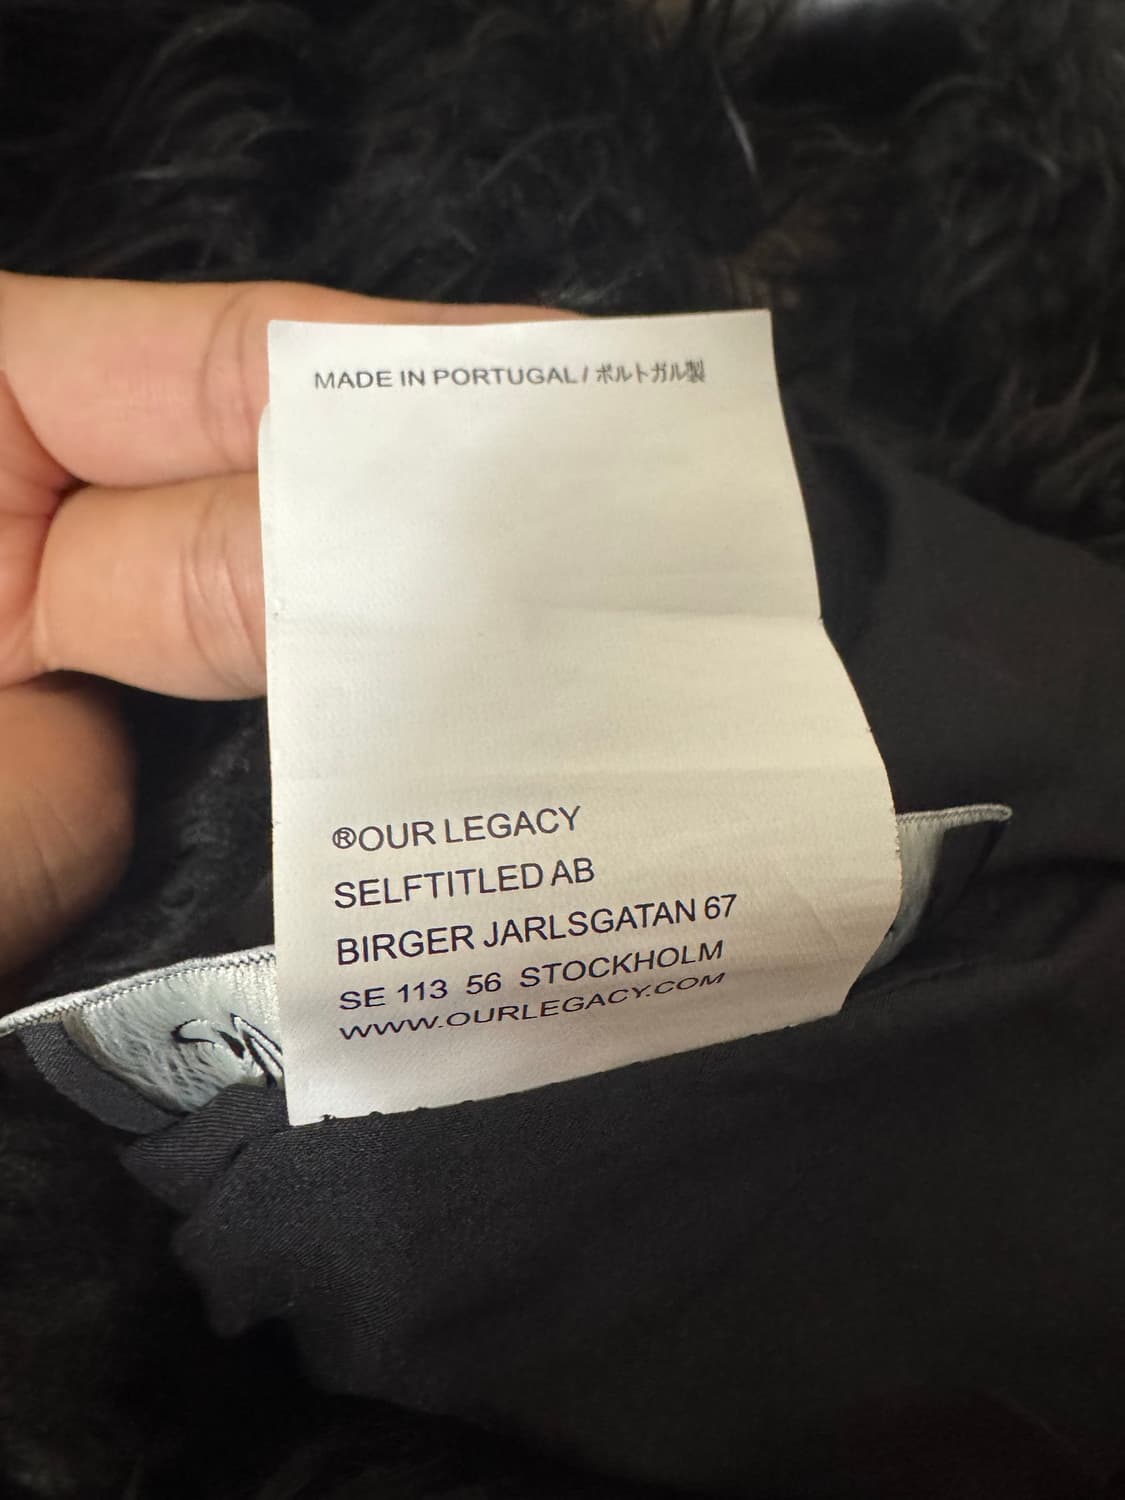 MADE IN PORTUGAL / ポルトガル製
®OUR LEGACY
SELFTITLED AB
BIRGER JARLSGATAN 67
SE 113 56 STOCKHOLM
WWW.OURLEGACY.COM